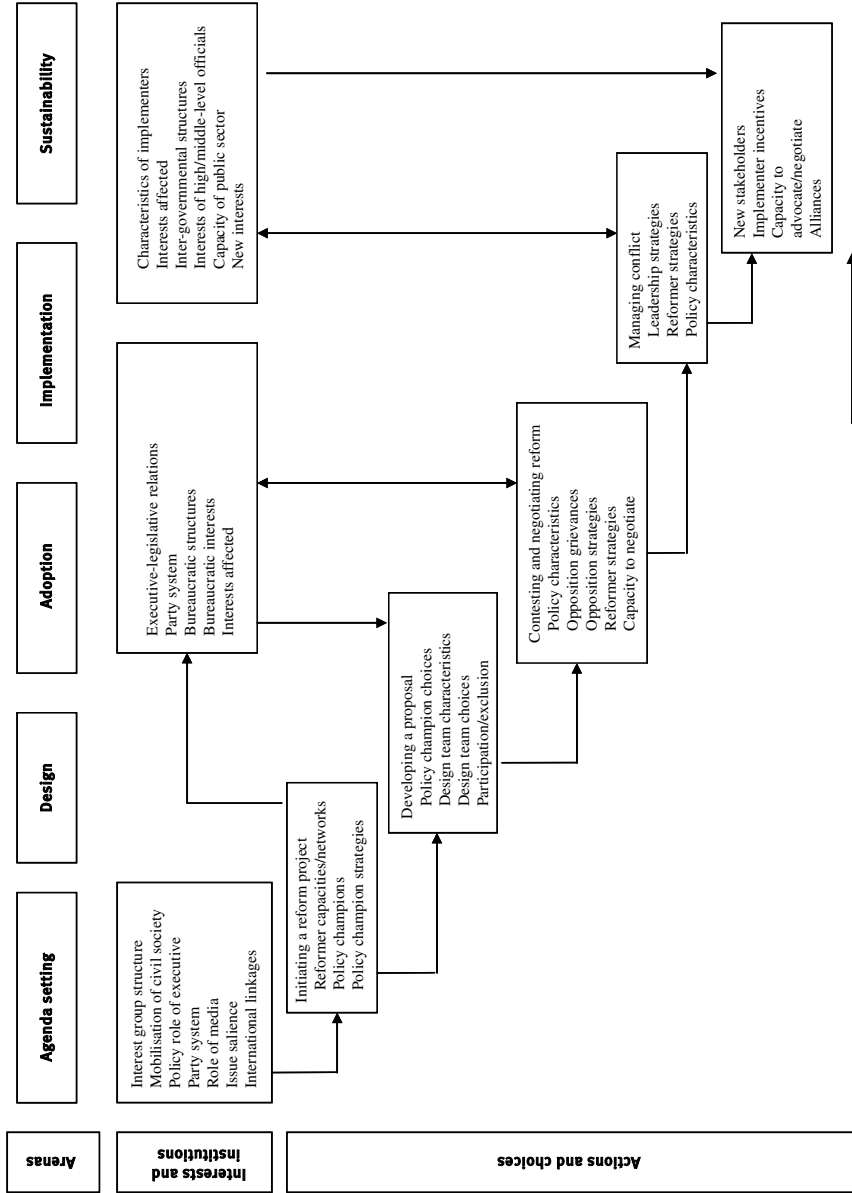 Arenas
Agenda setting
Design
Adoption
Implementation
Sustainability
Interests and
institutions
Interest group structure
Mobilisation of civil society
Policy role of executive
Party system
Role of media
Issue salience
International linkages
Executive-legislative relations
Party system
Bureaucratic structures
Bureaucratic interests
Interests affected
Characteristics of implementers
Interests affected
Inter-governmental structures
Interests of high/middle-level officials
Capacity of public sector
New interests
Actions and choices
Initiating a reform project
Reformer capacities/networks
Policy champions
Policy champion strategies
Developing a proposal
Policy champion choices
Design team characteristics
Design team choices
Participation/exclusion
Contesting and negotiating reform
Policy characteristics
Opposition grievances
Opposition strategies
Reformer strategies
Capacity to negotiate
Managing conflict
Leadership strategies
Reformer strategies
Policy characteristics
New stakeholders
Implementer incentives
Capacity to
advocate/negotiate
Alliances